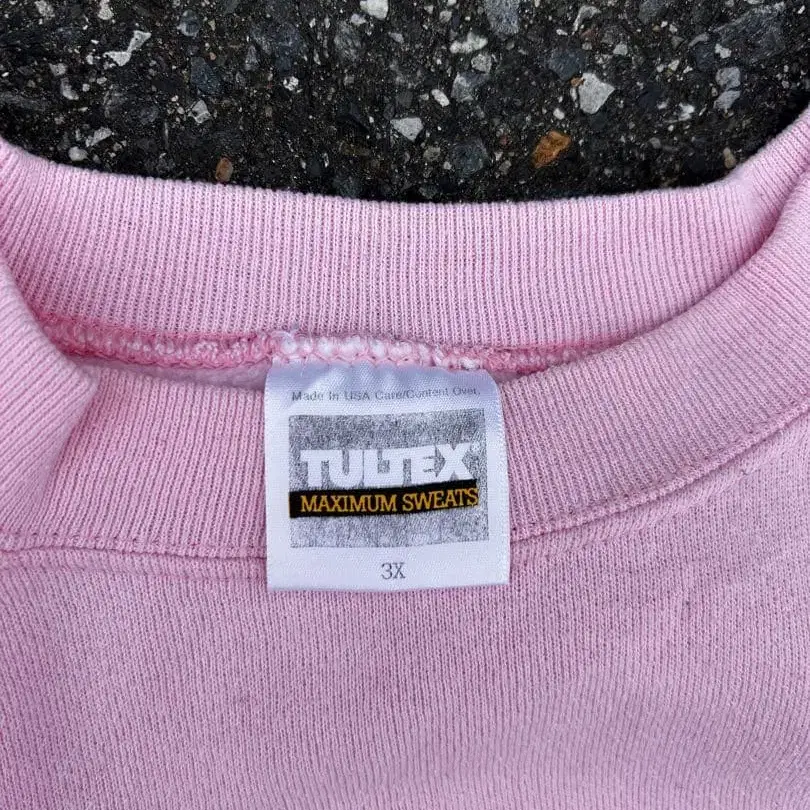 Made In USA Care/Content Over.
TULTEX
MAXIMUM SWEATS
3X